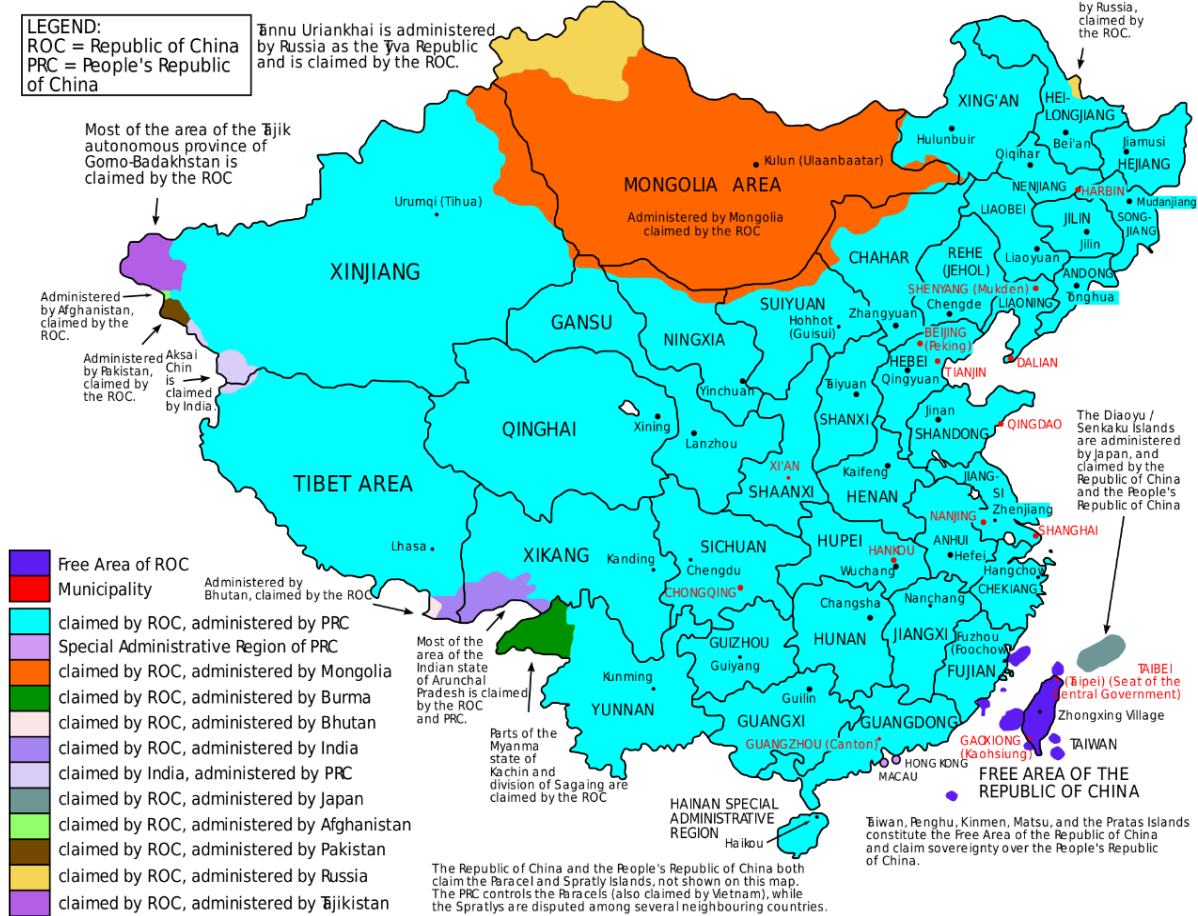 LEGEND:
ROC = Republic of China
PRC = People's Republic
of China
Tannu Uriankhai is administered
by Russia as the Tyva Republic
and is claimed by the ROC.
by Russia,
claimed by
the ROC.
Most of the area of the Tajik
autonomous province of
Gorno-Badakhstan is
claimed by the ROC
XING'AN
Hulunbuir
HEI-
LONGJIANG
Bei'an
Jiamusi
HEJIANG
Qiqihar
NENJIANG
HARBIN
Mudanjiang
SONG-
JIANG
LIAOBEI
JILIN
Jilin
Kulun (Ulaanbaatar)
MONGOLIA AREA
Administered by Mongolia
claimed by the ROC
Urumqi (Tihua)
XINJIANG
CHAHAR
REHE
(JEHOL)
Liaoyuan
ANDONG
Tonghua
SHENYANG (Mukden)
LIAONING
Chengde
Administered
by Afghanistan,
claimed by the
ROC.
Administered
by Pakistan,
claimed by
the ROC.
Aksai
Chin
is
claimed
by India.
GANSU
NINGXIA
SUIYUAN
Hohhot
(Guisui)
Zhangyuan
BEIJING
(Peking)
HEBEI
Qingyuan
TIANJIN
DALIAN
Yinchuan
Taiyuan
SHANXI
Jinan
SHANDONG
QINGDAO
QINGHAI
Xining
Lanzhou
TIBET AREA
XI'AN
SHAANXI
Kaifeng
HENAN
JIANG-
SI
Zhenjiang
NANJING
SHANGHAI
The Diaoyu /
Senkaku Islands
are administered
by Japan, and
claimed by the
Republic of China
and the People's
Republic of China
Lhasa
XIKANG
Kanding
SICHUAN
Chengdu
CHONGQING
HUPEI
HANKOU
Wuchang
ANHUI
Hefei
Hangchow
CHEKIANG
Changsha
HUNAN
Nanchang
JIANGXI
Fuzhou
(Foochow)
FUJIAN
GUIZHOU
Guiyang
Kunming
YUNNAN
Guilin
GUANGXI
GUANGDONG
GUANGZHOU (Canton)
HONG KONG
MACAU
TAIBEI
(Taipei) (Seat of the
Central Government)
Zhongxing Village
GAOXIONG
(Kaohsiung)
TAIWAN
FREE AREA OF THE
REPUBLIC OF CHINA
Administered by
Bhutan, claimed by the ROC
Most of the
area of the
Indian state
of Arunchal
Pradesh is claimed
by the ROC
and PRC.
Parts of the
Myanma
state of
Kachin and
division of Sagaing are
claimed by the ROC
HAINAN SPECIAL
ADMINISTRATIVE
REGION
Haikou
Taiwan, Penghu, Kinmen, Matsu, and the Pratas Islands
constitute the Free Area of the Republic of China
and claim sovereignty over the People's Republic
of China.
The Republic of China and the People's Republic of China both
claim the Paracel and Spratly Islands, not shown on this map.
The PRC controls the Paracels (also claimed by Vietnam), while
the Spratlys are disputed among several neighbouring countries.
Free Area of ROC
Municipality
claimed by ROC, administered by PRC
Special Administrative Region of PRC
claimed by ROC, administered by Mongolia
claimed by ROC, administered by Burma
claimed by ROC, administered by Bhutan
claimed by ROC, administered by India
claimed by India, administered by PRC
claimed by ROC, administered by Japan
claimed by ROC, administered by Afghanistan
claimed by ROC, administered by Pakistan
claimed by ROC, administered by Russia
claimed by ROC, administered by Tajikistan